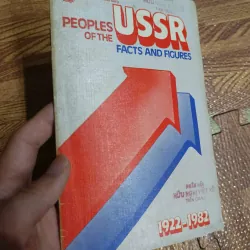 PEOPLES
OF THE
USSR
FACTS AND FIGURES
1922-1982